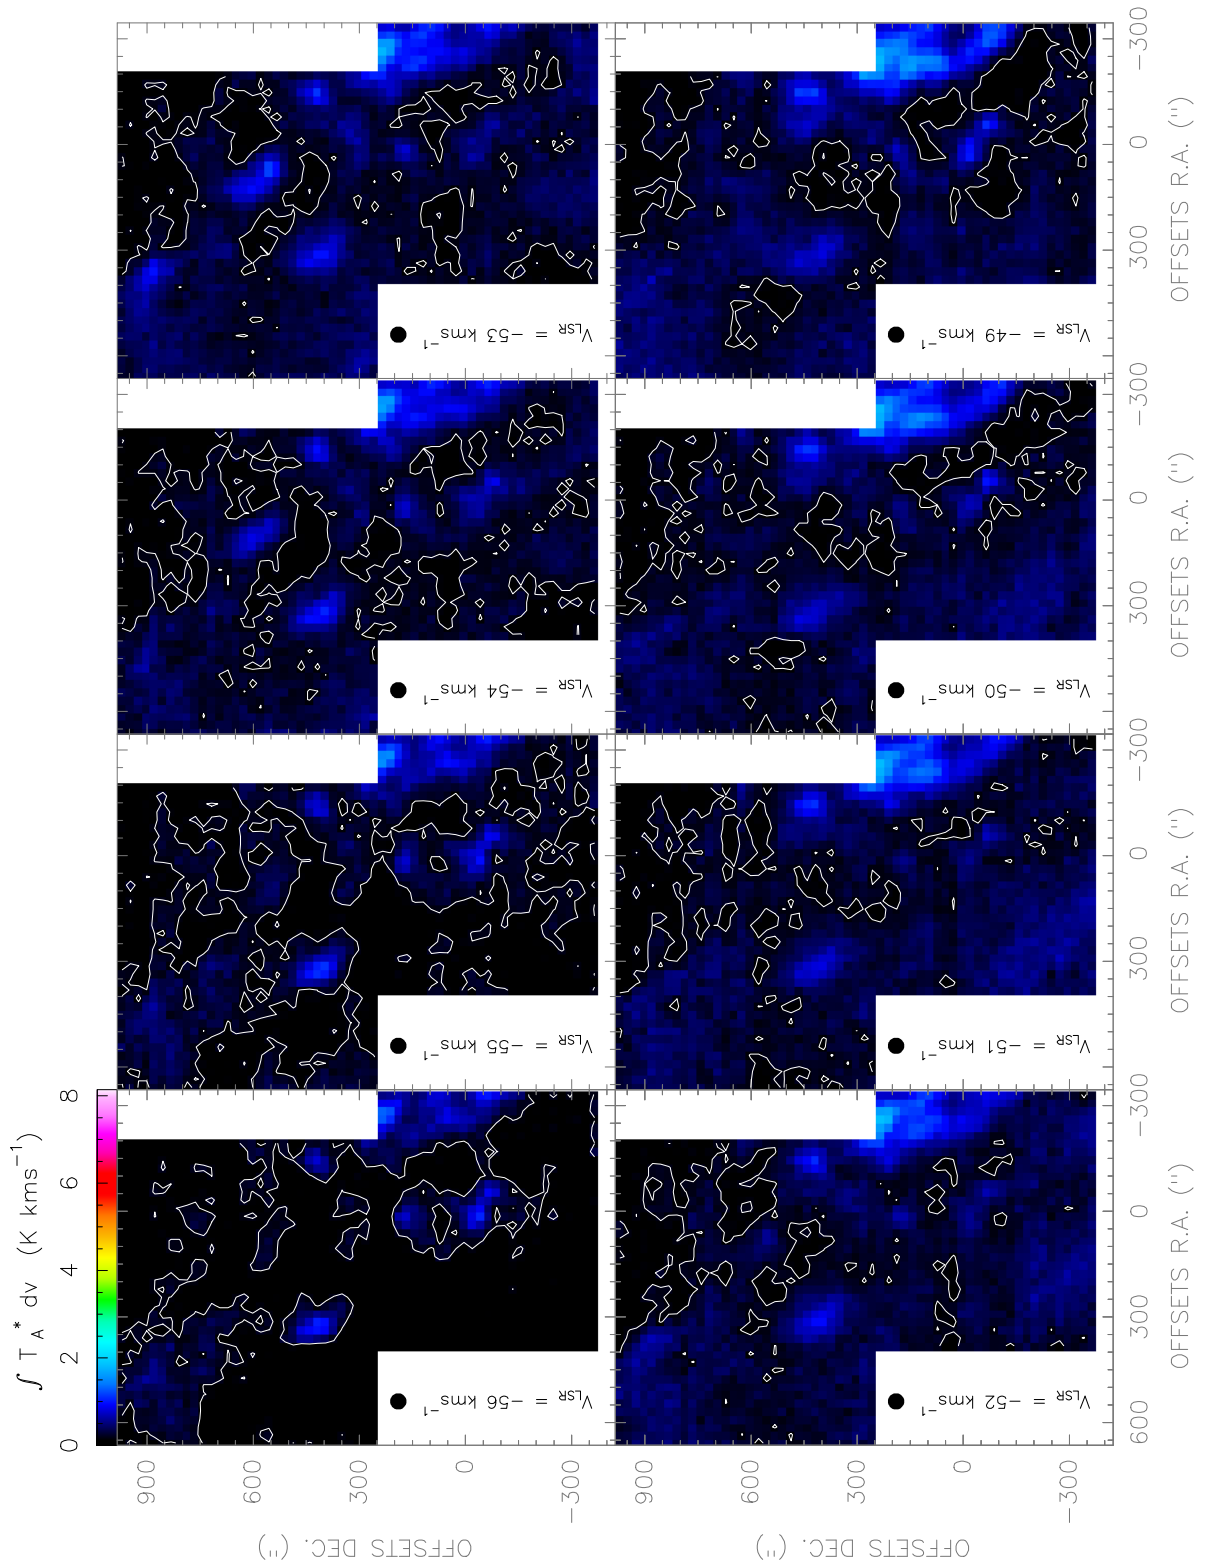 ∫ T_A* dv (K kms⁻¹)
0 2 4 6 8
V_LSR = −56 kms⁻¹
V_LSR = −55 kms⁻¹
V_LSR = −54 kms⁻¹
V_LSR = −53 kms⁻¹
V_LSR = −52 kms⁻¹
V_LSR = −51 kms⁻¹
V_LSR = −50 kms⁻¹
V_LSR = −49 kms⁻¹
900 600 300 0 −300
OFFSETS DEC. (")
900 600 300 0 −300
OFFSETS DEC. (")
600 300 0 −300
OFFSETS R.A. (")
300 0 −300
OFFSETS R.A. (")
300 0 −300
OFFSETS R.A. (")
300 0 −300
OFFSETS R.A. (")